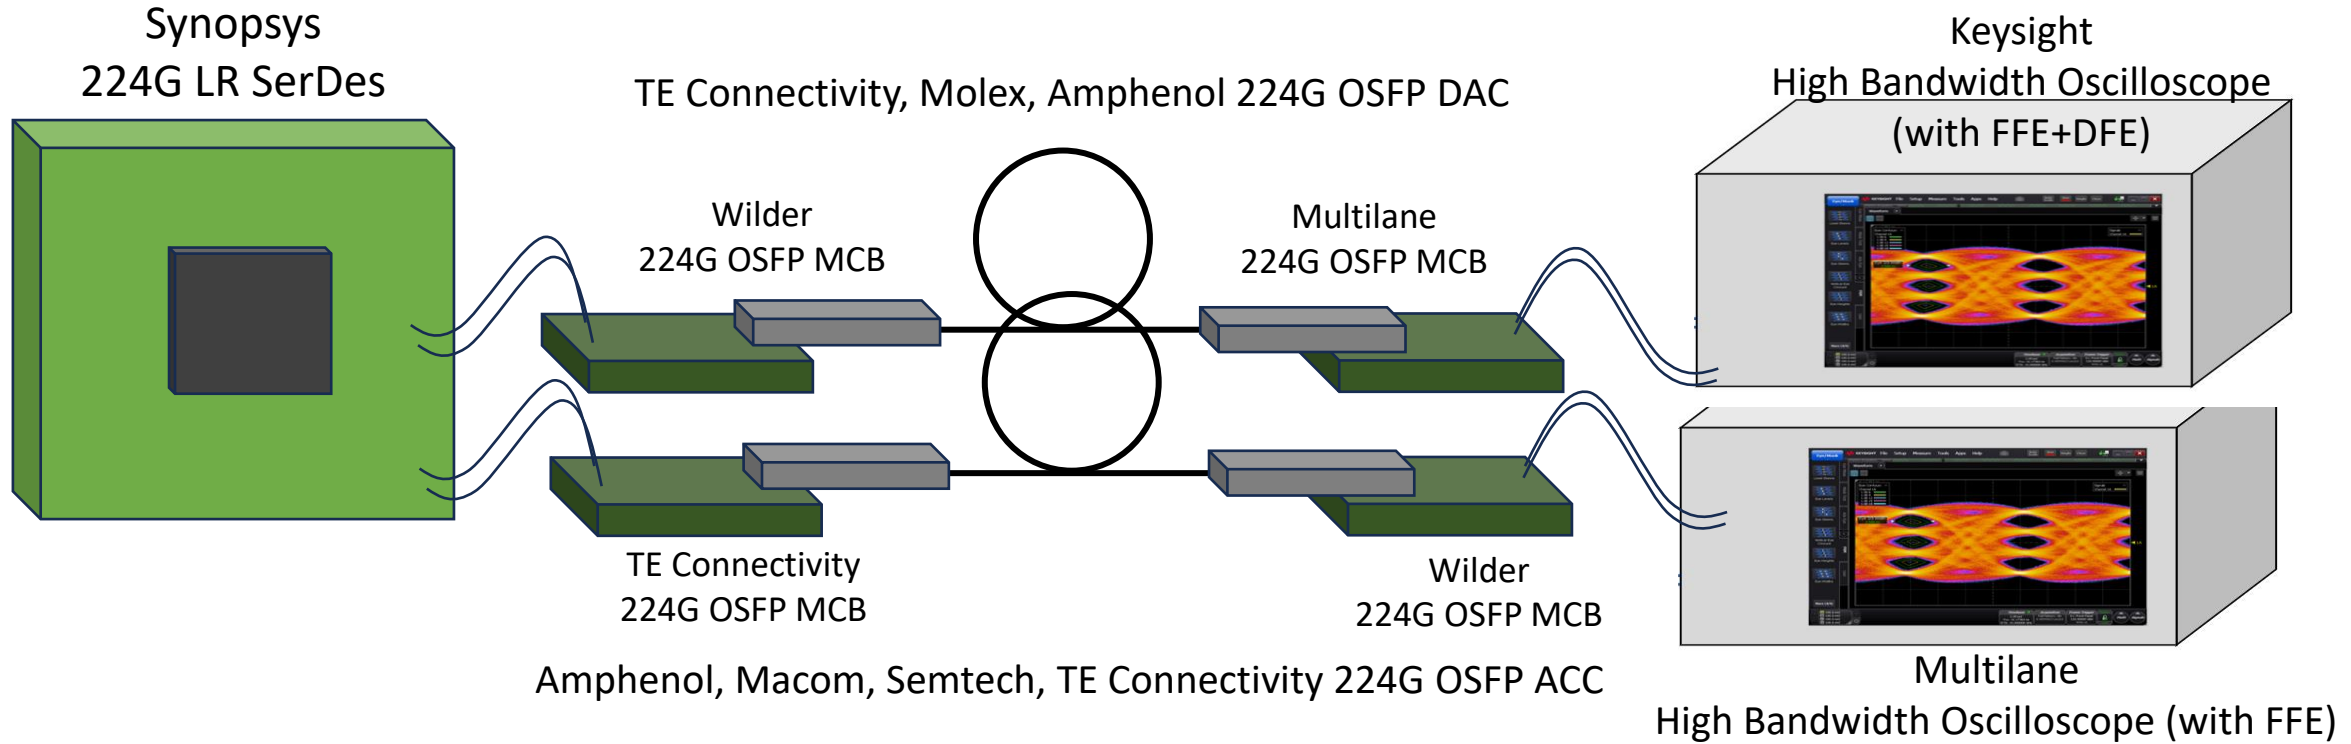 Synopsys
224G LR SerDes
TE Connectivity, Molex, Amphenol 224G OSFP DAC
Keysight
High Bandwidth Oscilloscope
(with FFE+DFE)
Wilder
224G OSFP MCB
Multilane
224G OSFP MCB
TE Connectivity
224G OSFP MCB
Wilder
224G OSFP MCB
Amphenol, Macom, Semtech, TE Connectivity 224G OSFP ACC
Multilane
High Bandwidth Oscilloscope (with FFE)